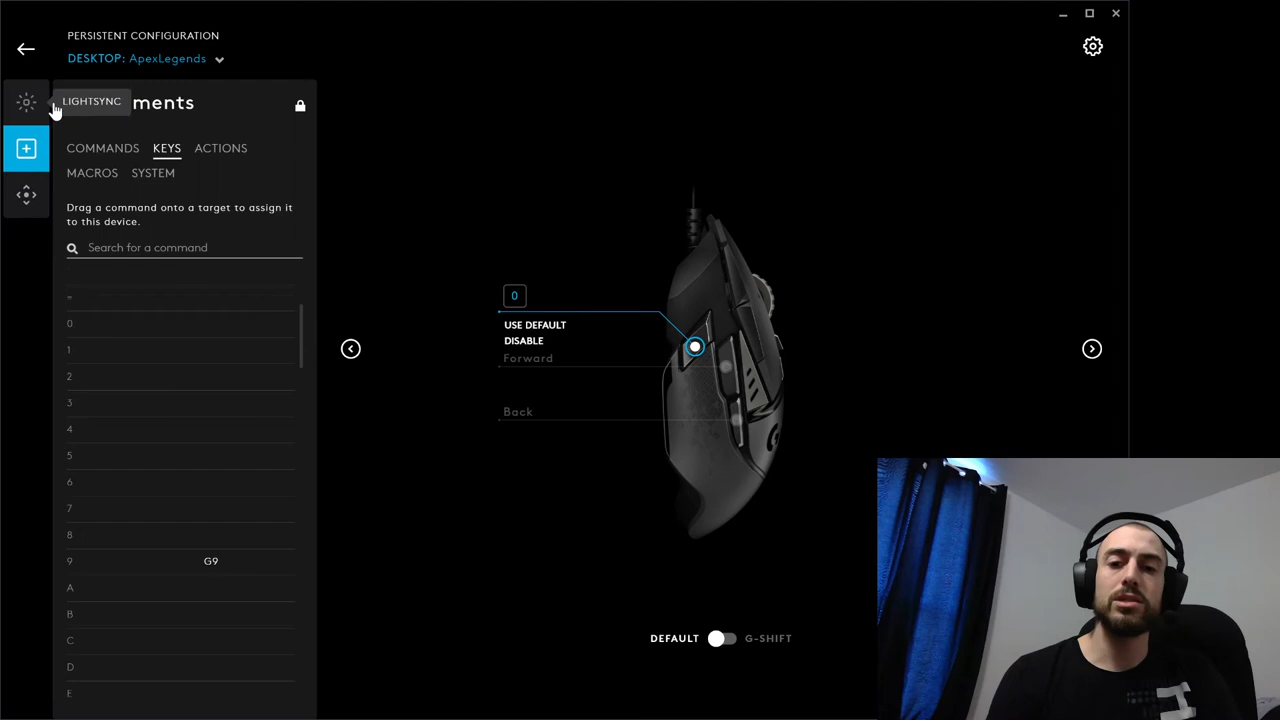 PERSISTENT CONFIGURATION
DESKTOP: ApexLegends
LIGHTSYNC
ments
COMMANDS KEYS ACTIONS
MACROS SYSTEM
Drag a command onto a target to assign it
to this device.
Search for a command
=
0
1
2
3
4
5
6
7
8
9 G9
A
B
C
D
E
0
USE DEFAULT
DISABLE
Forward
Back
DEFAULT G-SHIFT